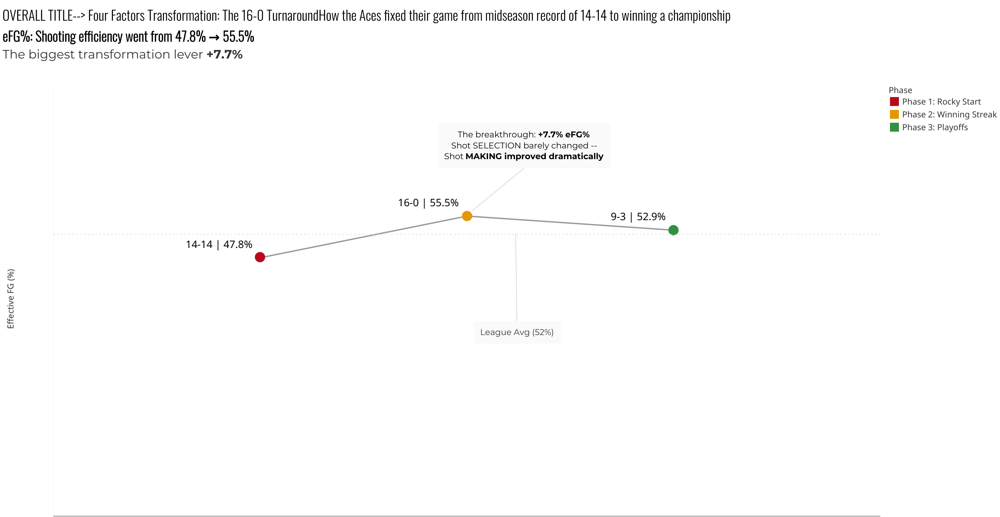 OVERALL TITLE--> Four Factors Transformation: The 16-0 TurnaroundHow the Aces fixed their game from midseason record of 14-14 to winning a championship
eFG%: Shooting efficiency went from 47.8% → 55.5%
The biggest transformation lever +7.7%
Phase
Phase 1: Rocky Start
Phase 2: Winning Streak
Phase 3: Playoffs
The breakthrough: +7.7% eFG%
Shot SELECTION barely changed --
Shot MAKING improved dramatically
16-0 | 55.5%
9-3 | 52.9%
14-14 | 47.8%
Effective FG (%)
League Avg (52%)